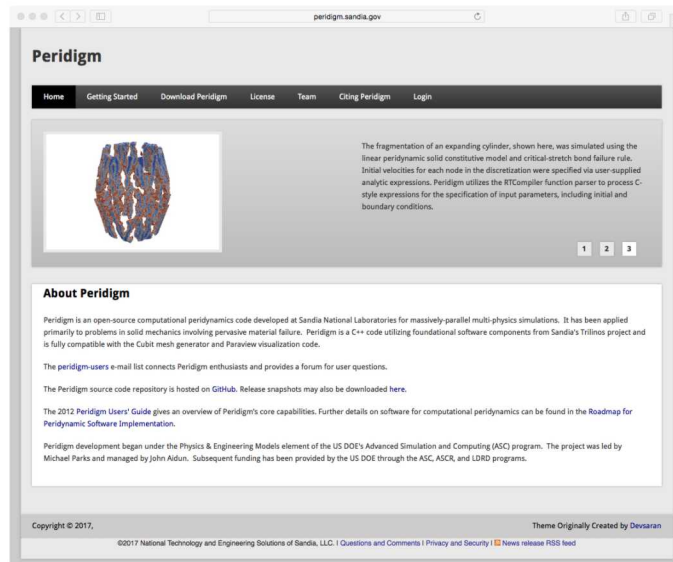 peridigm.sandia.gov
Peridigm
Home Getting Started Download Peridigm License Team Citing Peridigm Login
The fragmentation of an expanding cylinder, shown here, was simulated using the
linear peridynamic solid constitutive model and critical-stretch bond failure rule.
Initial velocities for each node in the discretization were specified via user-supplied
analytic expressions. Peridigm utilizes the RTCompiler function parser to process C-
style expressions for the specification of input parameters, including initial and
boundary conditions.
1 2 3
About Peridigm
Peridigm is an open-source computational peridynamics code developed at Sandia National Laboratories for massively-parallel multi-physics simulations. It has been applied
primarily to problems in solid mechanics involving pervasive material failure. Peridigm is a C++ code utilizing foundational software components from Sandia's Trilinos project and
is fully compatible with the Cubit mesh generator and Paraview visualization code.
The peridigm-users e-mail list connects Peridigm enthusiasts and provides a forum for user questions.
The Peridigm source code repository is hosted on GitHub. Release snapshots may also be downloaded here.
The 2012 Peridigm Users' Guide gives an overview of Peridigm's core capabilities. Further details on software for computational peridynamics can be found in the Roadmap for
Peridynamic Software Implementation.
Peridigm development began under the Physics & Engineering Models element of the US DOE's Advanced Simulation and Computing (ASC) program. The project was led by
Michael Parks and managed by John Aidun. Subsequent funding has been provided by the US DOE through the ASC, ASCR, and LDRD programs.
Copyright © 2017, Theme Originally Created by Devsaran
©2017 National Technology and Engineering Solutions of Sandia, LLC. | Questions and Comments | Privacy and Security | News release RSS feed